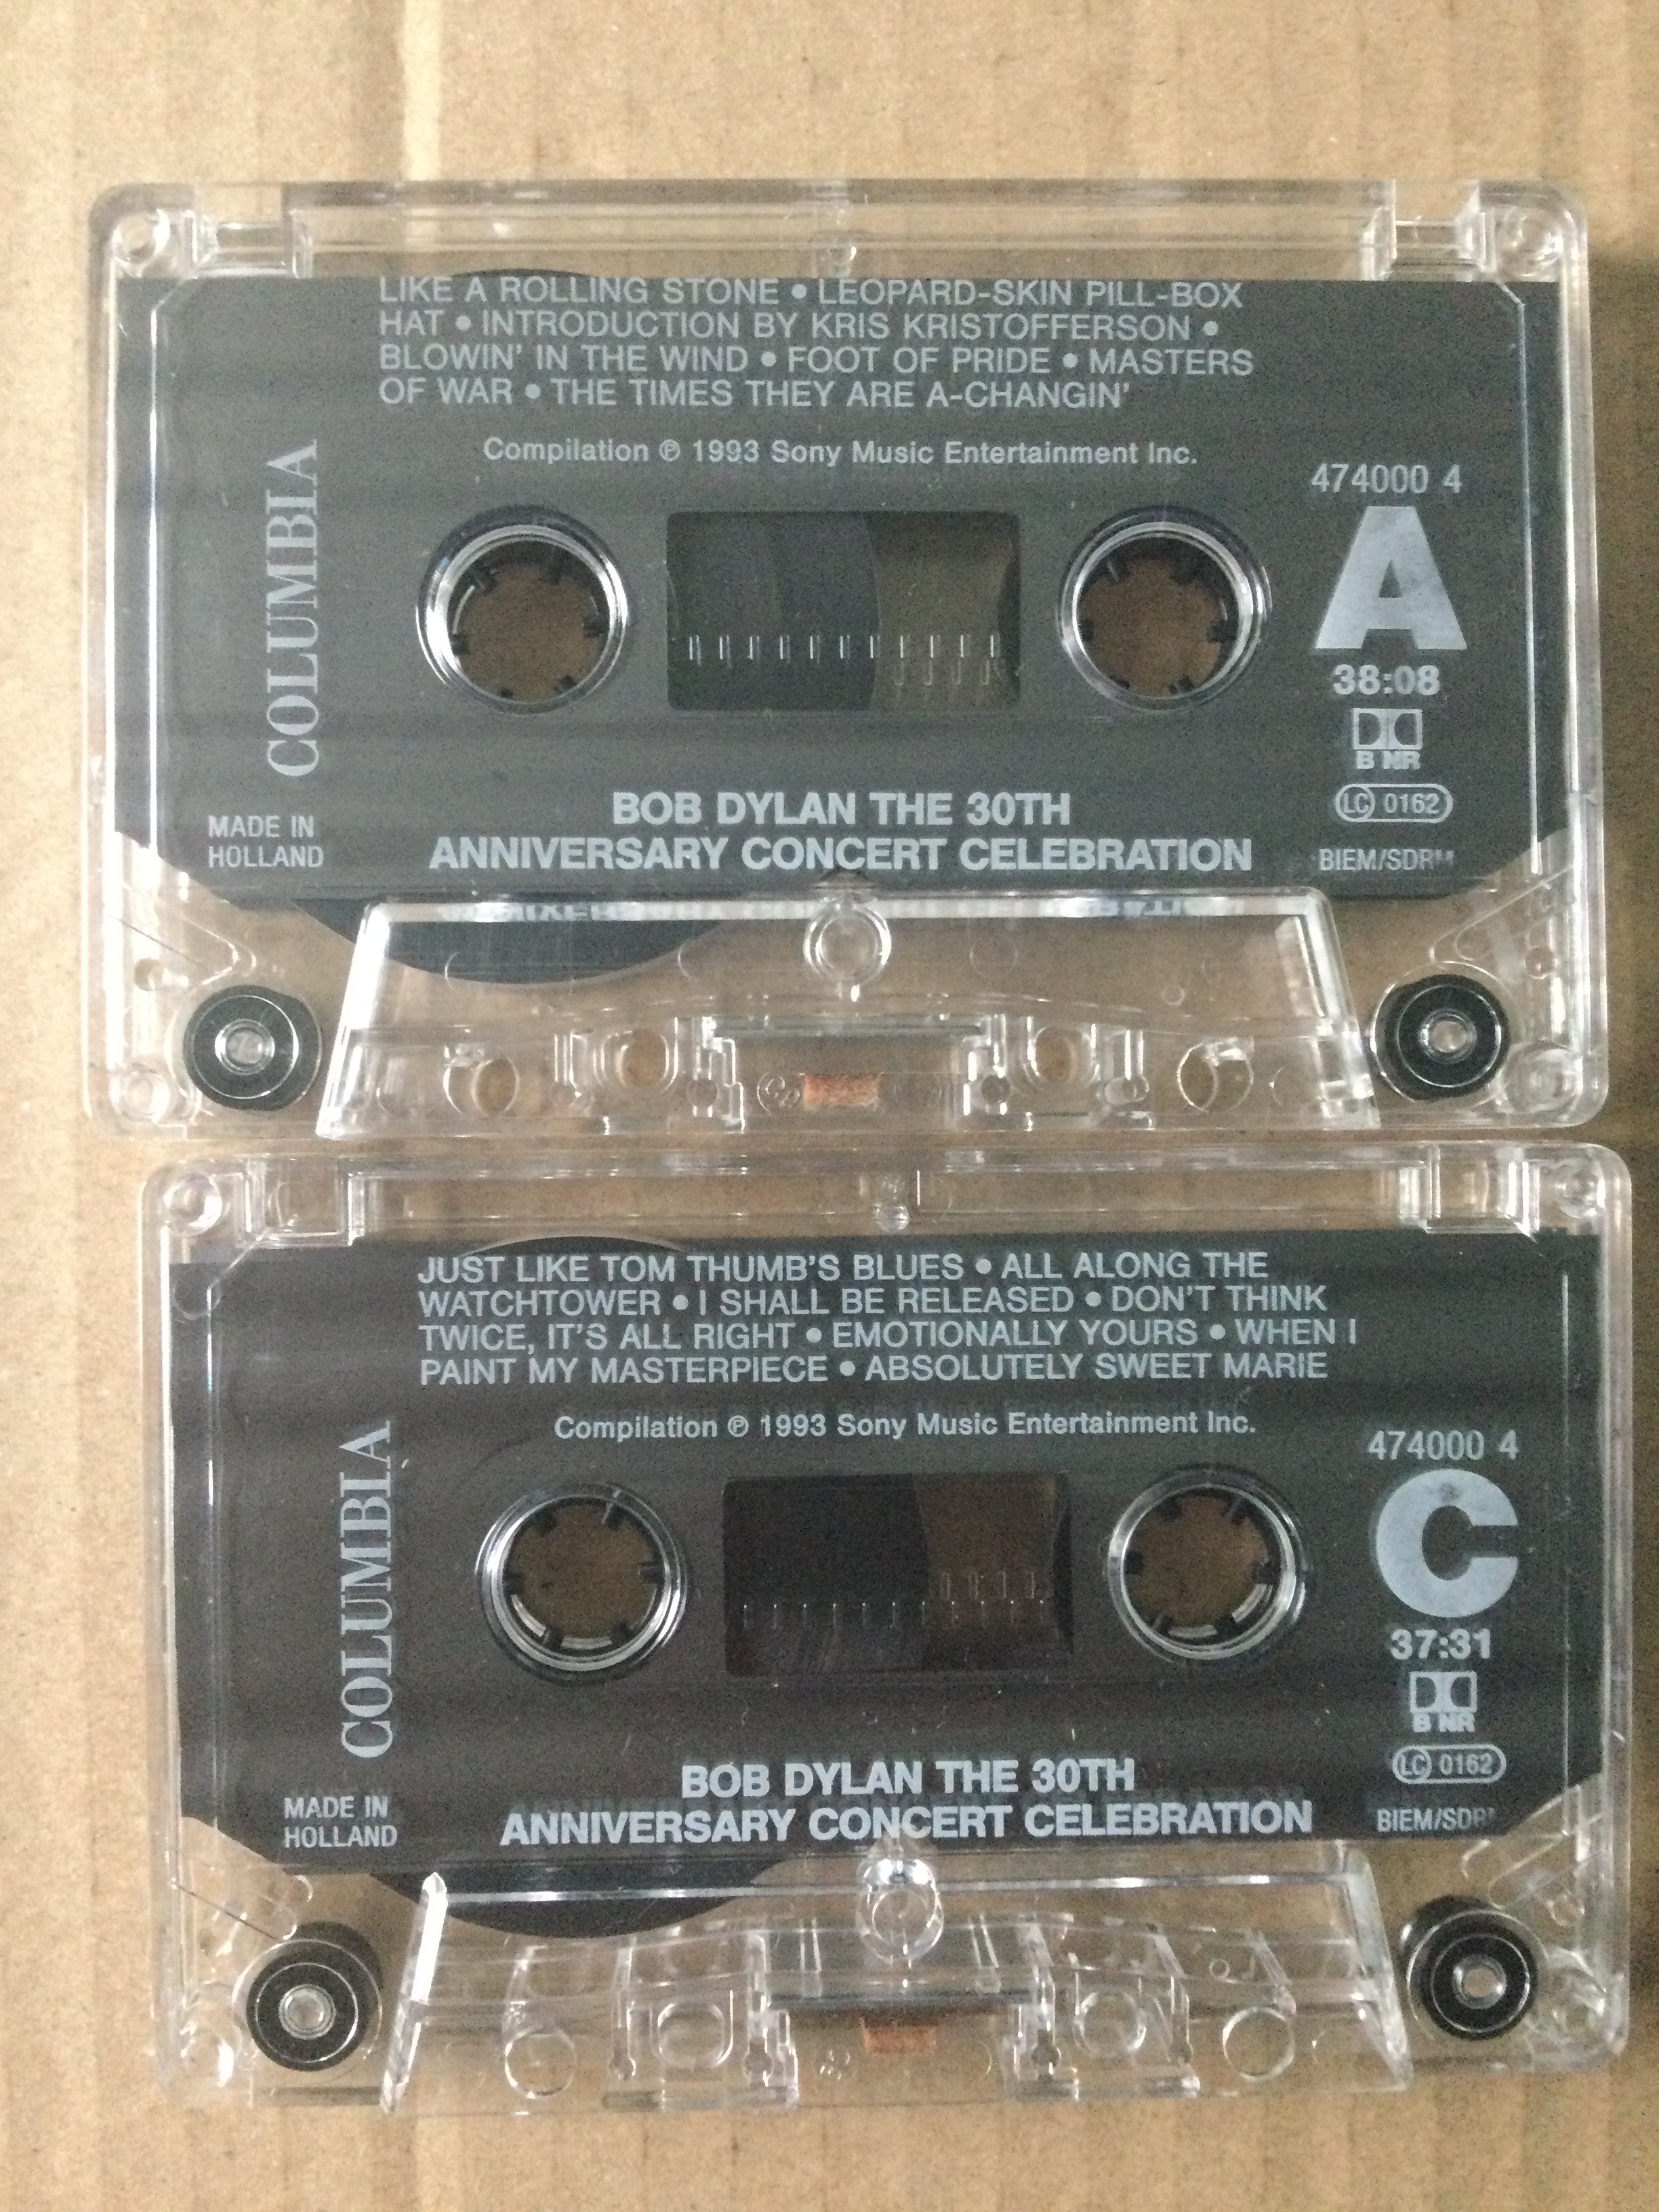 LIKE A ROLLING STONE • LEOPARD-SKIN PILL-BOX
HAT • INTRODUCTION BY KRIS KRISTOFFERSON •
BLOWIN' IN THE WIND • FOOT OF PRIDE • MASTERS
OF WAR • THE TIMES THEY ARE A-CHANGIN'
Compilation ℗ 1993 Sony Music Entertainment Inc.
474000 4
A
38:08
B NR
LC 0162
BIEM/SDRM
COLUMBIA
MADE IN
HOLLAND
BOB DYLAN THE 30TH
ANNIVERSARY CONCERT CELEBRATION
JUST LIKE TOM THUMB'S BLUES • ALL ALONG THE
WATCHTOWER • I SHALL BE RELEASED • DON'T THINK
TWICE, IT'S ALL RIGHT • EMOTIONALLY YOURS • WHEN I
PAINT MY MASTERPIECE • ABSOLUTELY SWEET MARIE
Compilation ℗ 1993 Sony Music Entertainment Inc.
474000 4
C
37:31
B NR
LC 0162
BIEM/SDR
COLUMBIA
MADE IN
HOLLAND
BOB DYLAN THE 30TH
ANNIVERSARY CONCERT CELEBRATION